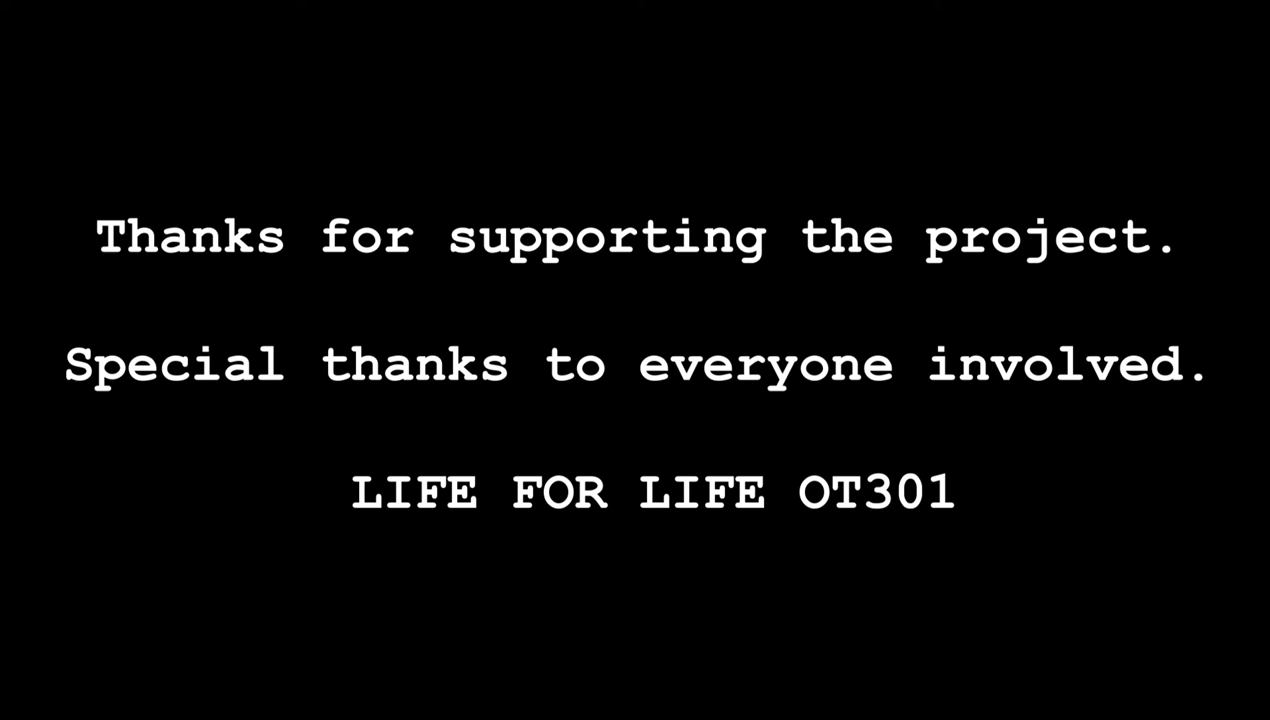 Thanks for supporting the project.
Special thanks to everyone involved.
LIFE FOR LIFE OT301